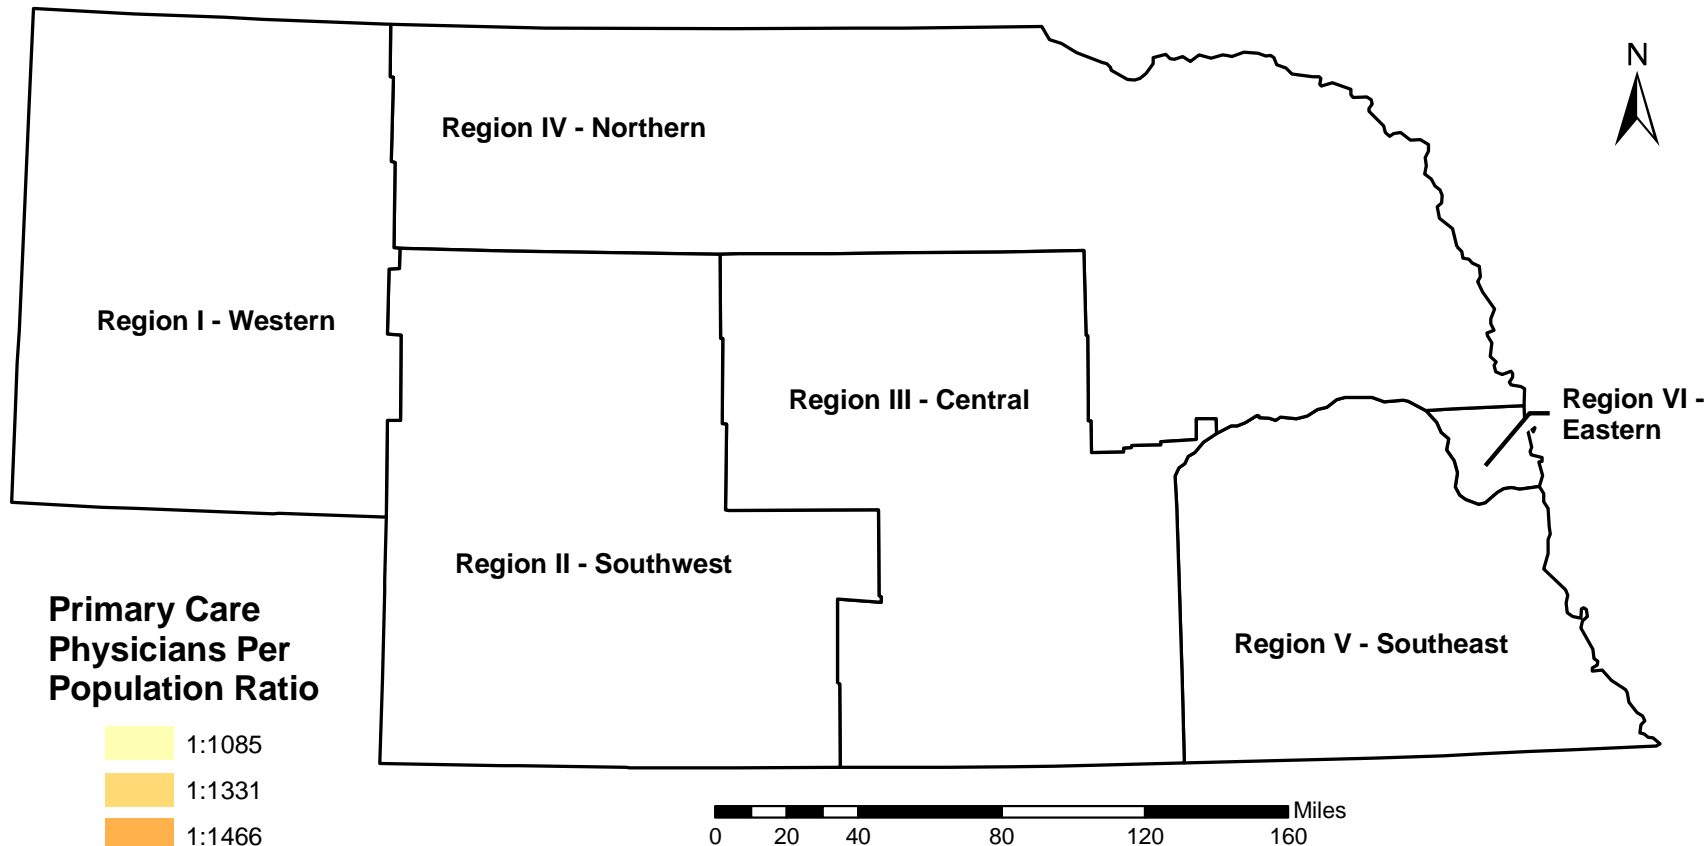 N
Region IV - Northern
Region I - Western
Region III - Central
Region VI -
Eastern
Region II - Southwest
Region V - Southeast
Primary Care
Physicians Per
Population Ratio
1:1085
1:1331
1:1466
Miles
0 20 40 80 120 160